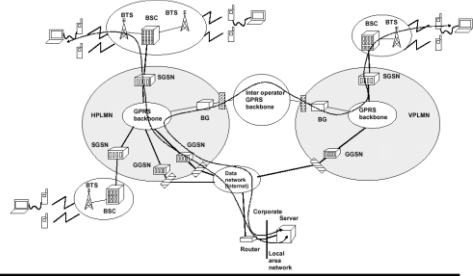 BTS
BSC
BTS
BSC
BTS
SGSN
SGSN
Inter operator
GPRS
backbone
GPRS
backbone
GPRS
backbone
HPLMN
BG
BG
VPLMN
SGSN
GGSN
GGSN
GGSN
Data
network
(Internet)
BTS
BSC
Corporate
Server
Router
Local
area
network